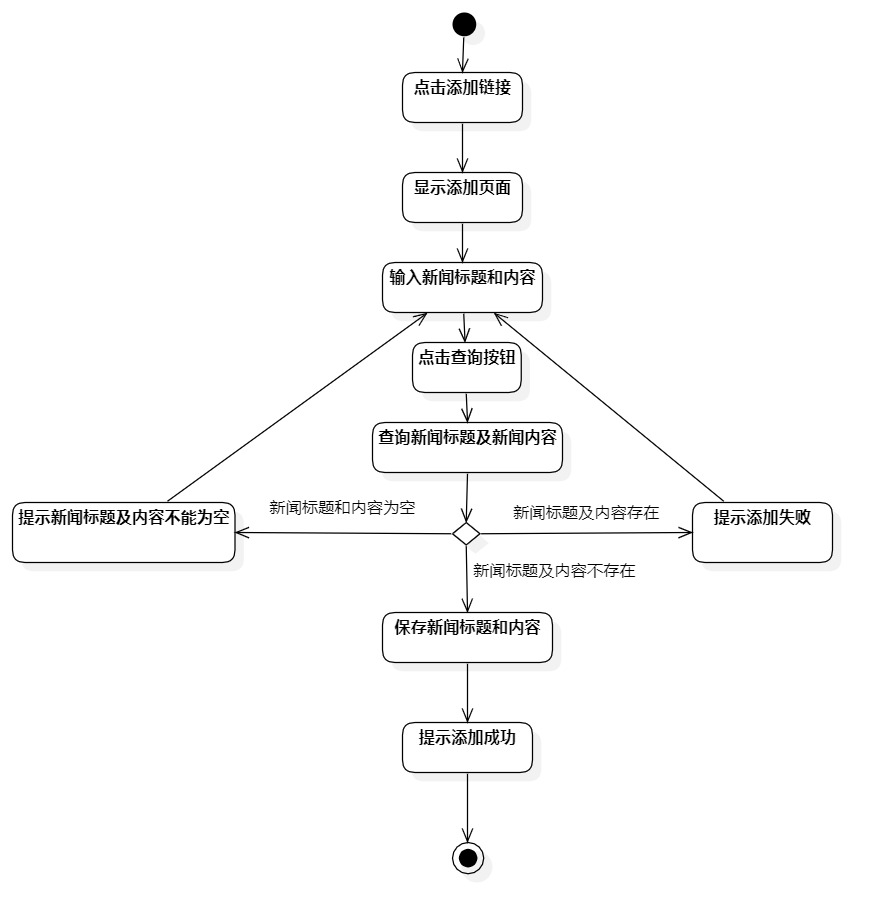 点击添加链接
显示添加页面
输入新闻标题和内容
点击查询按钮
查询新闻标题及新闻内容
新闻标题和内容为空
新闻标题及内容存在
提示新闻标题及内容不能为空
提示添加失败
新闻标题及内容不存在
保存新闻标题和内容
提示添加成功